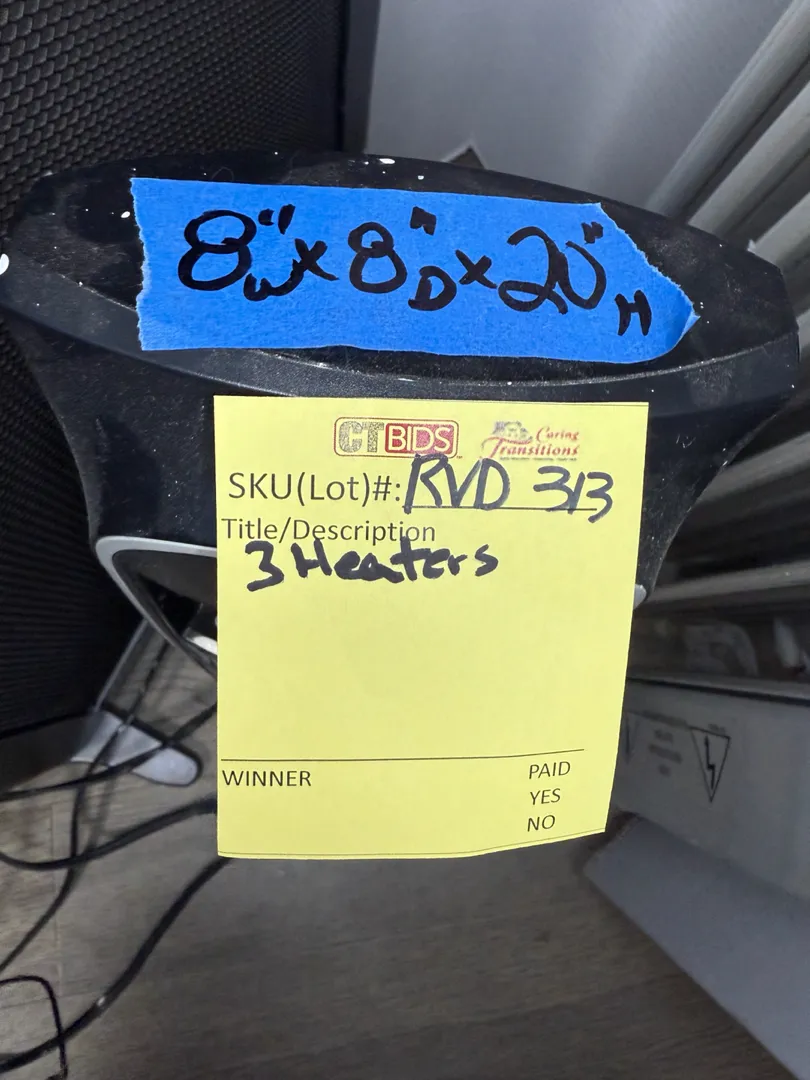 8"W x 8"D x 20"H
CTBIDS
Caring
Transitions
SKU(Lot)#: RVD 313
Title/Description
3 Heaters
WINNER
PAID
YES
NO